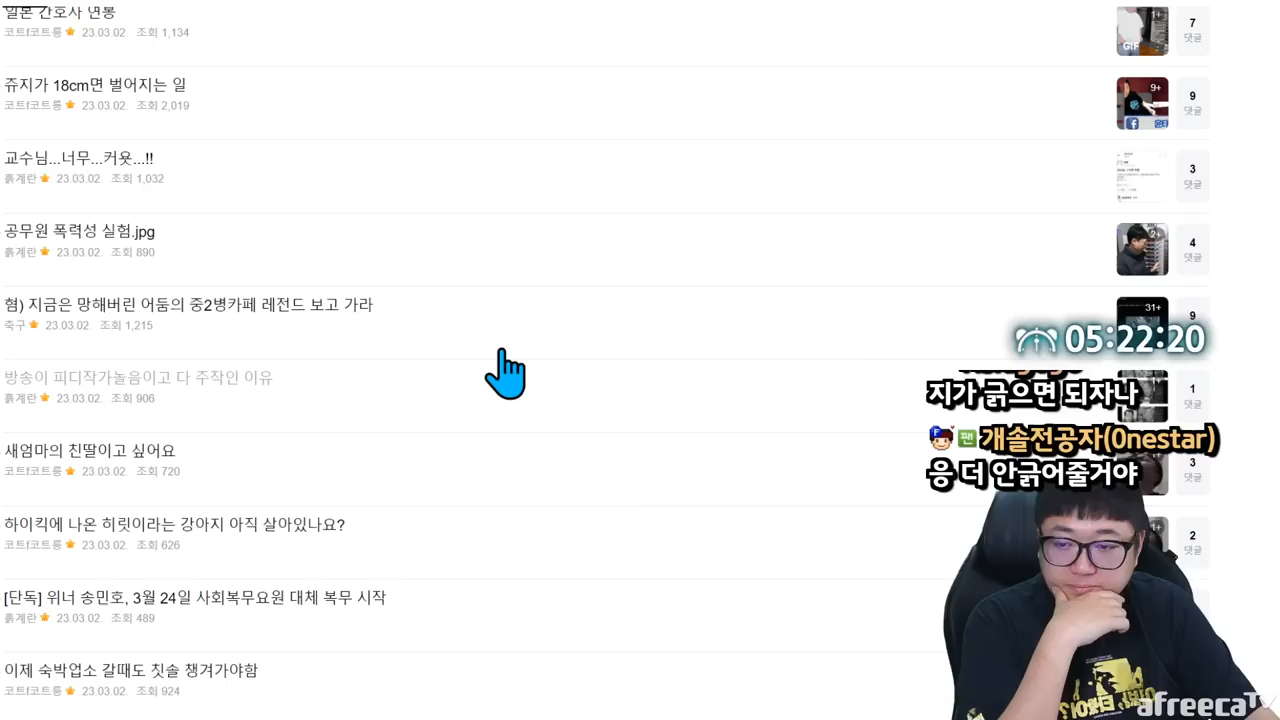 일본 간호사 연봉
코트f코트롱 23.03.02. 조회 1,134
GIF
1+
7
댓글
쥬지가 18cm면 벌어지는 일
코트f코트롱 23.03.02. 조회 2,019
9+
9
댓글
교수님...너무...커욧...!!
흙계란 23.03.02. 조회 1,032
3
댓글
공무원 폭력성 실험.jpg
흙계란 23.03.02. 조회 890
2+
4
댓글
혐) 지금은 망해버린 어둠의 중2병카페 레전드 보고 가라
죽구 23.03.02. 조회 1,215
31+
9
05:22:20
방송이 피디작가놀음이고 다 주작인 이유
흙계란 23.03.02. 조회 906
1
댓글
지가 긁으면 되자나
F 팬 개솔전공자(0nestar)
응 더 안긁어줄거야
새엄마의 친딸이고 싶어요
코트f코트롱 23.03.02. 조회 720
3
댓글
하이킥에 나온 히릿이라는 강아지 아직 살아있나요?
코트f코트롱 23.03.02. 조회 626
1+
2
댓글
[단독] 위너 송민호, 3월 24일 사회복무요원 대체 복무 시작
흙계란 23.03.02. 조회 489
이제 숙박업소 갈때도 칫솔 챙겨가야함
코트f코트롱 23.03.02. 조회 924
afreecaTV